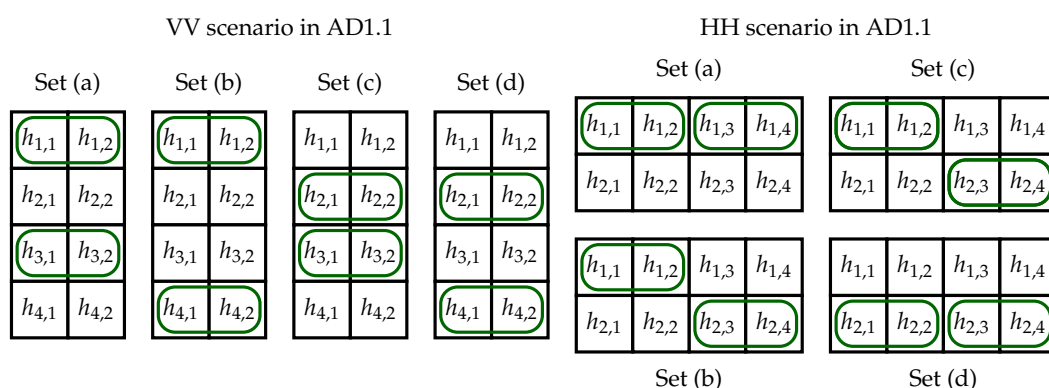 VV scenario in AD1.1
Set (a) Set (b) Set (c) Set (d)
h1,1 h1,2 h1,1 h1,2 h1,1 h1,2 h1,1 h1,2
h2,1 h2,2 h2,1 h2,2 h2,1 h2,2 h2,1 h2,2
h3,1 h3,2 h3,1 h3,2 h3,1 h3,2 h3,1 h3,2
h4,1 h4,2 h4,1 h4,2 h4,1 h4,2 h4,1 h4,2
HH scenario in AD1.1
Set (a) Set (c)
h1,1 h1,2 h1,3 h1,4 h1,1 h1,2 h1,3 h1,4
h2,1 h2,2 h2,3 h2,4 h2,1 h2,2 h2,3 h2,4
h1,1 h1,2 h1,3 h1,4 h1,1 h1,2 h1,3 h1,4
h2,1 h2,2 h2,3 h2,4 h2,1 h2,2 h2,3 h2,4
Set (b) Set (d)